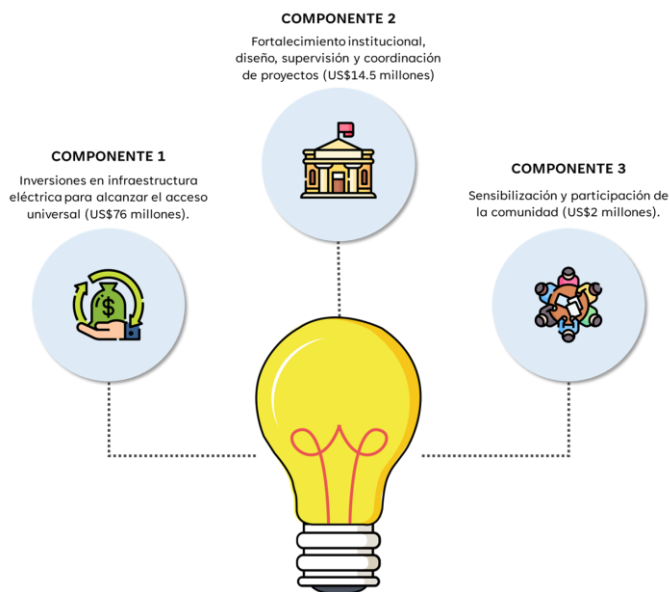 COMPONENTE 2
Fortalecimiento institucional,
diseño, supervisión y coordinación
de proyectos (US$14.5 millones)
COMPONENTE 1
Inversiones en infraestructura
eléctrica para alcanzar el acceso
universal (US$76 millones).
COMPONENTE 3
Sensibilización y participación de
la comunidad (US$2 millones).